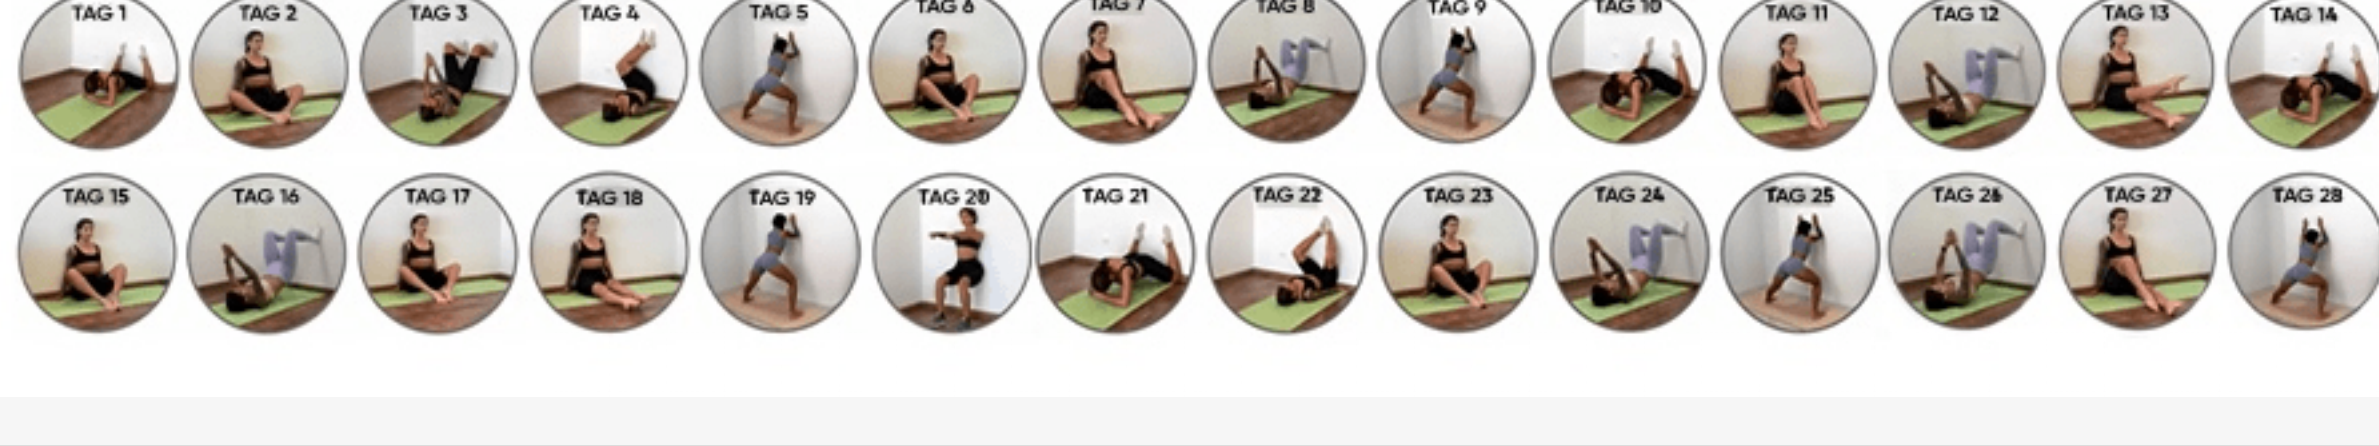 TAG 1
TAG 2
TAG 3
TAG 4
TAG 5
TAG 6
TAG 7
TAG 8
TAG 9
TAG 10
TAG 11
TAG 12
TAG 13
TAG 14
TAG 15
TAG 16
TAG 17
TAG 18
TAG 19
TAG 20
TAG 21
TAG 22
TAG 23
TAG 24
TAG 25
TAG 26
TAG 27
TAG 28